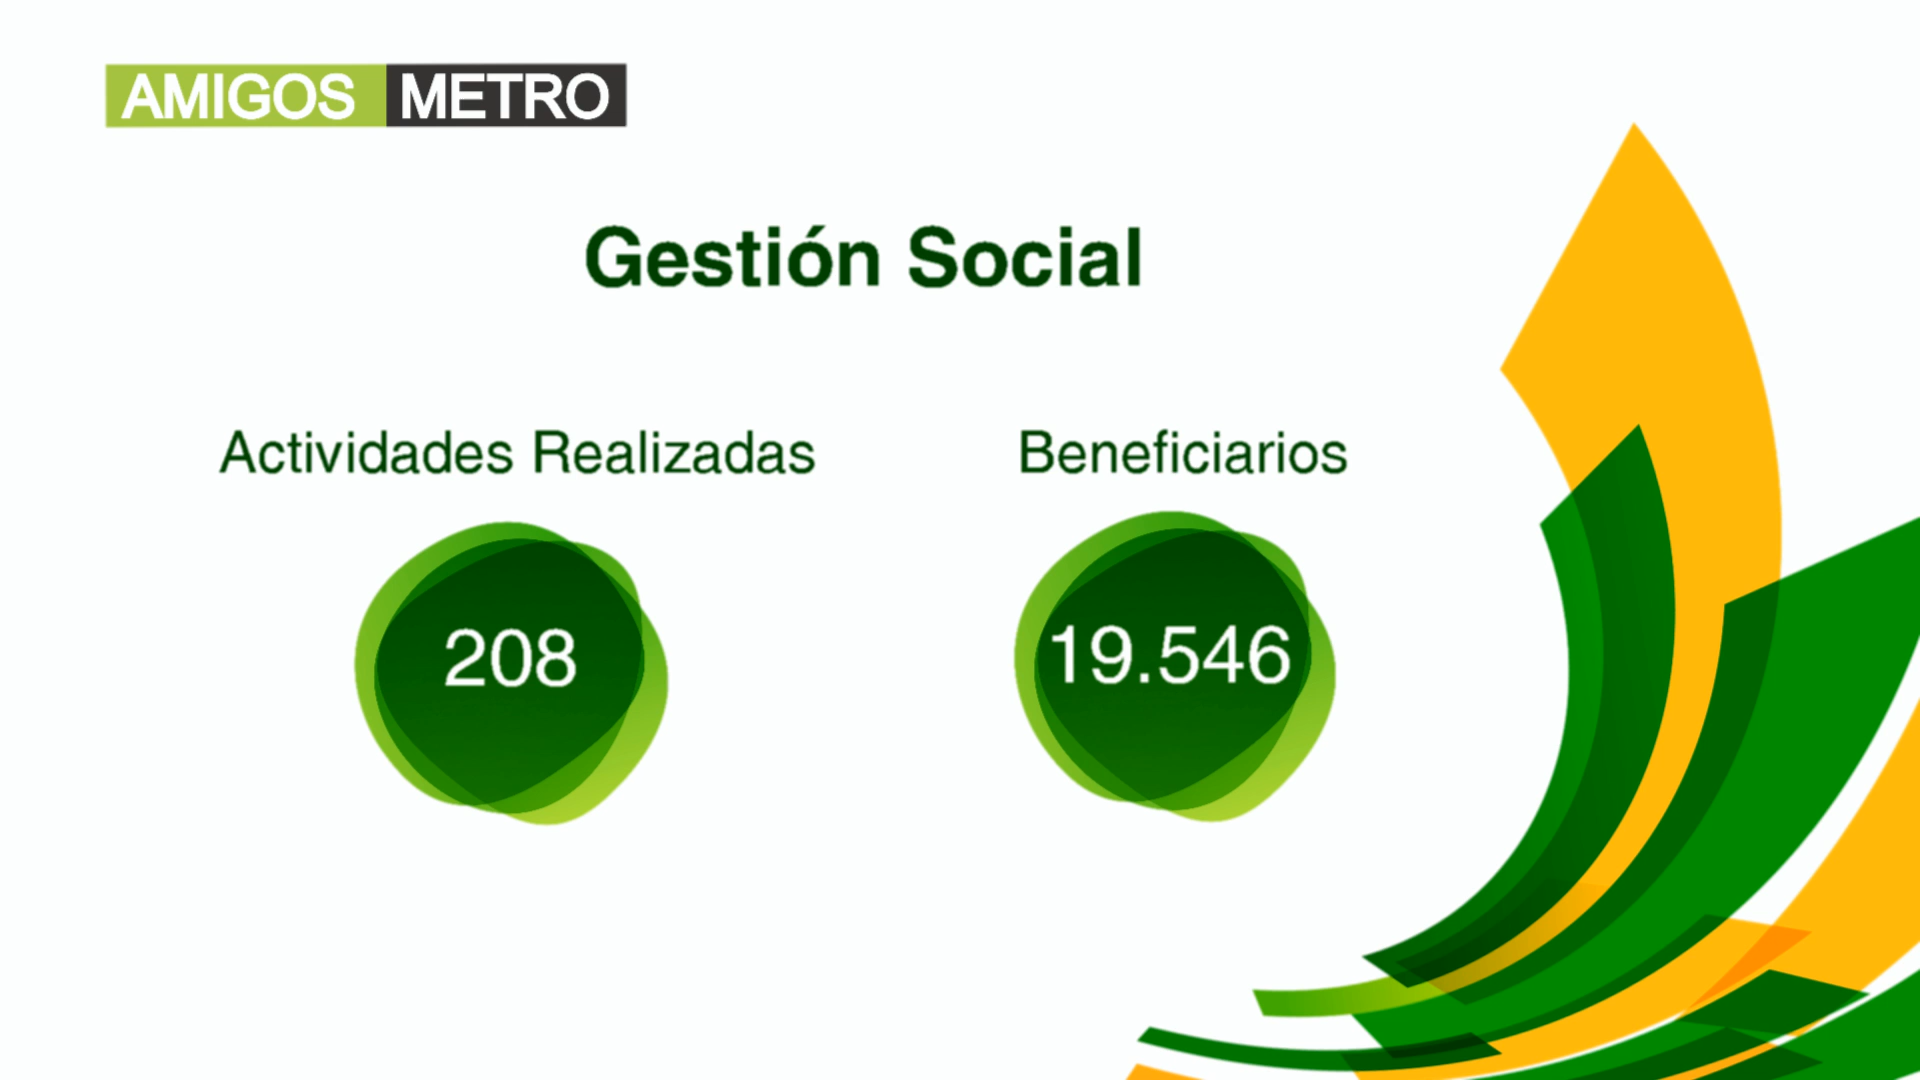 AMIGOS METRO
Gestión Social
Actividades Realizadas
Beneficiarios
208
19.546